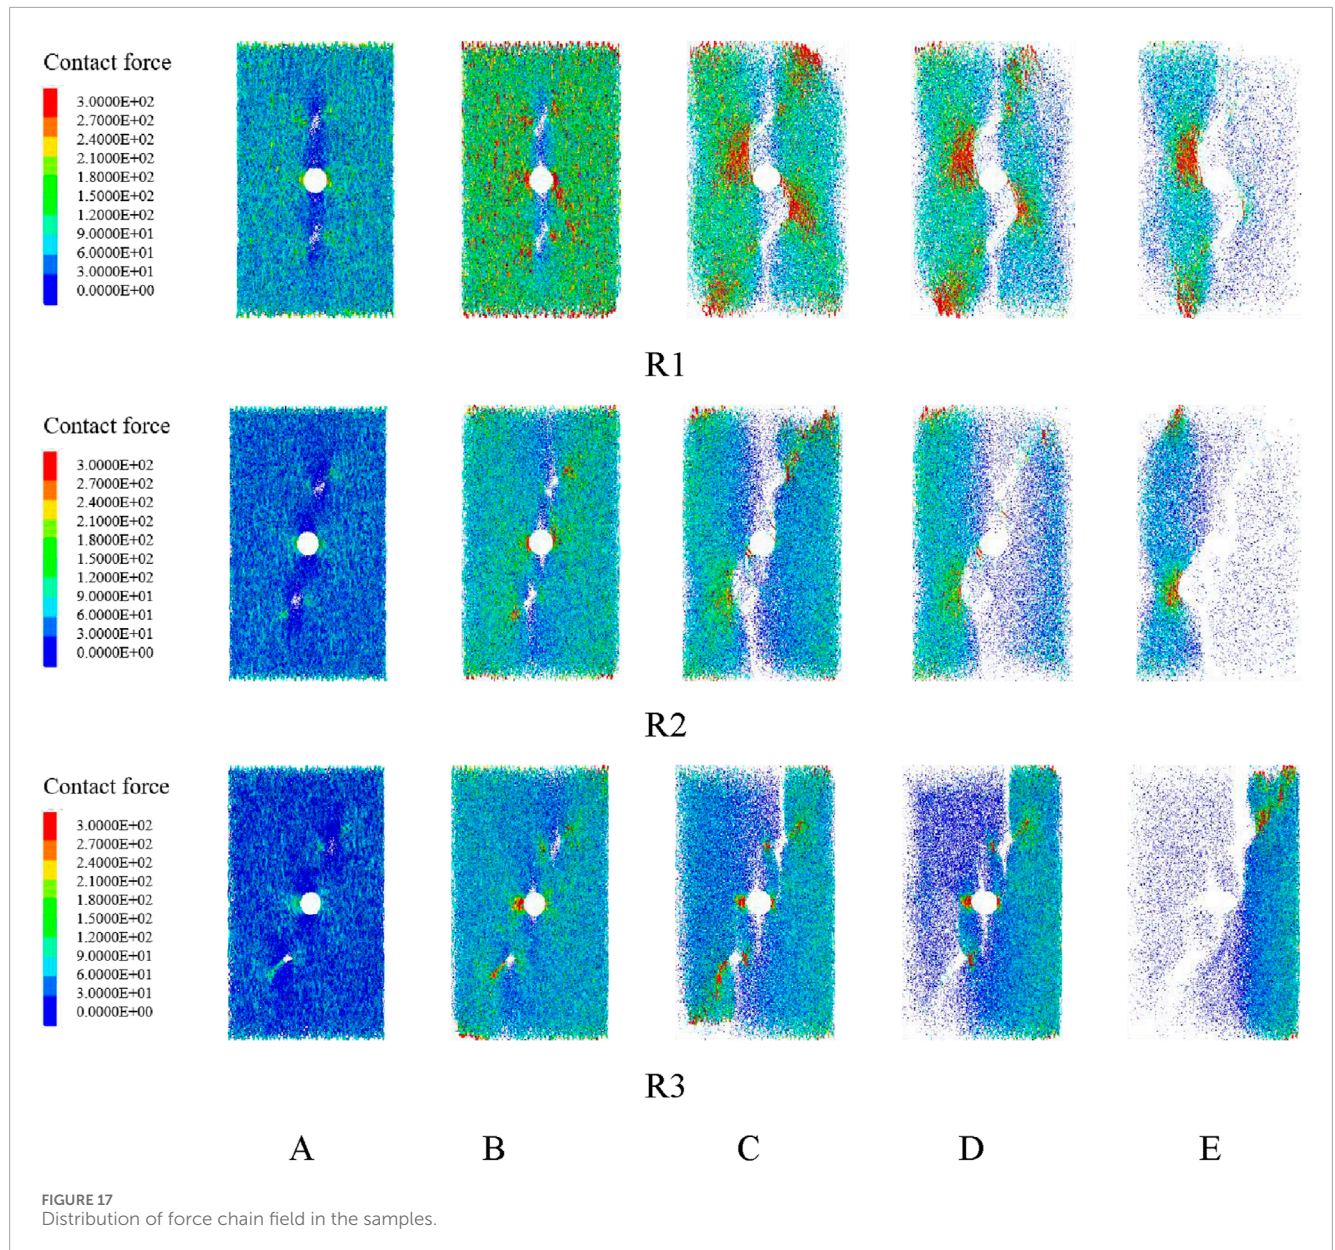 Contact force
3.0000E+02
2.7000E+02
2.4000E+02
2.1000E+02
1.8000E+02
1.5000E+02
1.2000E+02
9.0000E+01
6.0000E+01
3.0000E+01
0.0000E+00
R1
Contact force
3.0000E+02
2.7000E+02
2.4000E+02
2.1000E+02
1.8000E+02
1.5000E+02
1.2000E+02
9.0000E+01
6.0000E+01
3.0000E+01
0.0000E+00
R2
Contact force
3.0000E+02
2.7000E+02
2.4000E+02
2.1000E+02
1.8000E+02
1.5000E+02
1.2000E+02
9.0000E+01
6.0000E+01
3.0000E+01
0.0000E+00
R3
A B C D E
FIGURE 17
Distribution of force chain field in the samples.